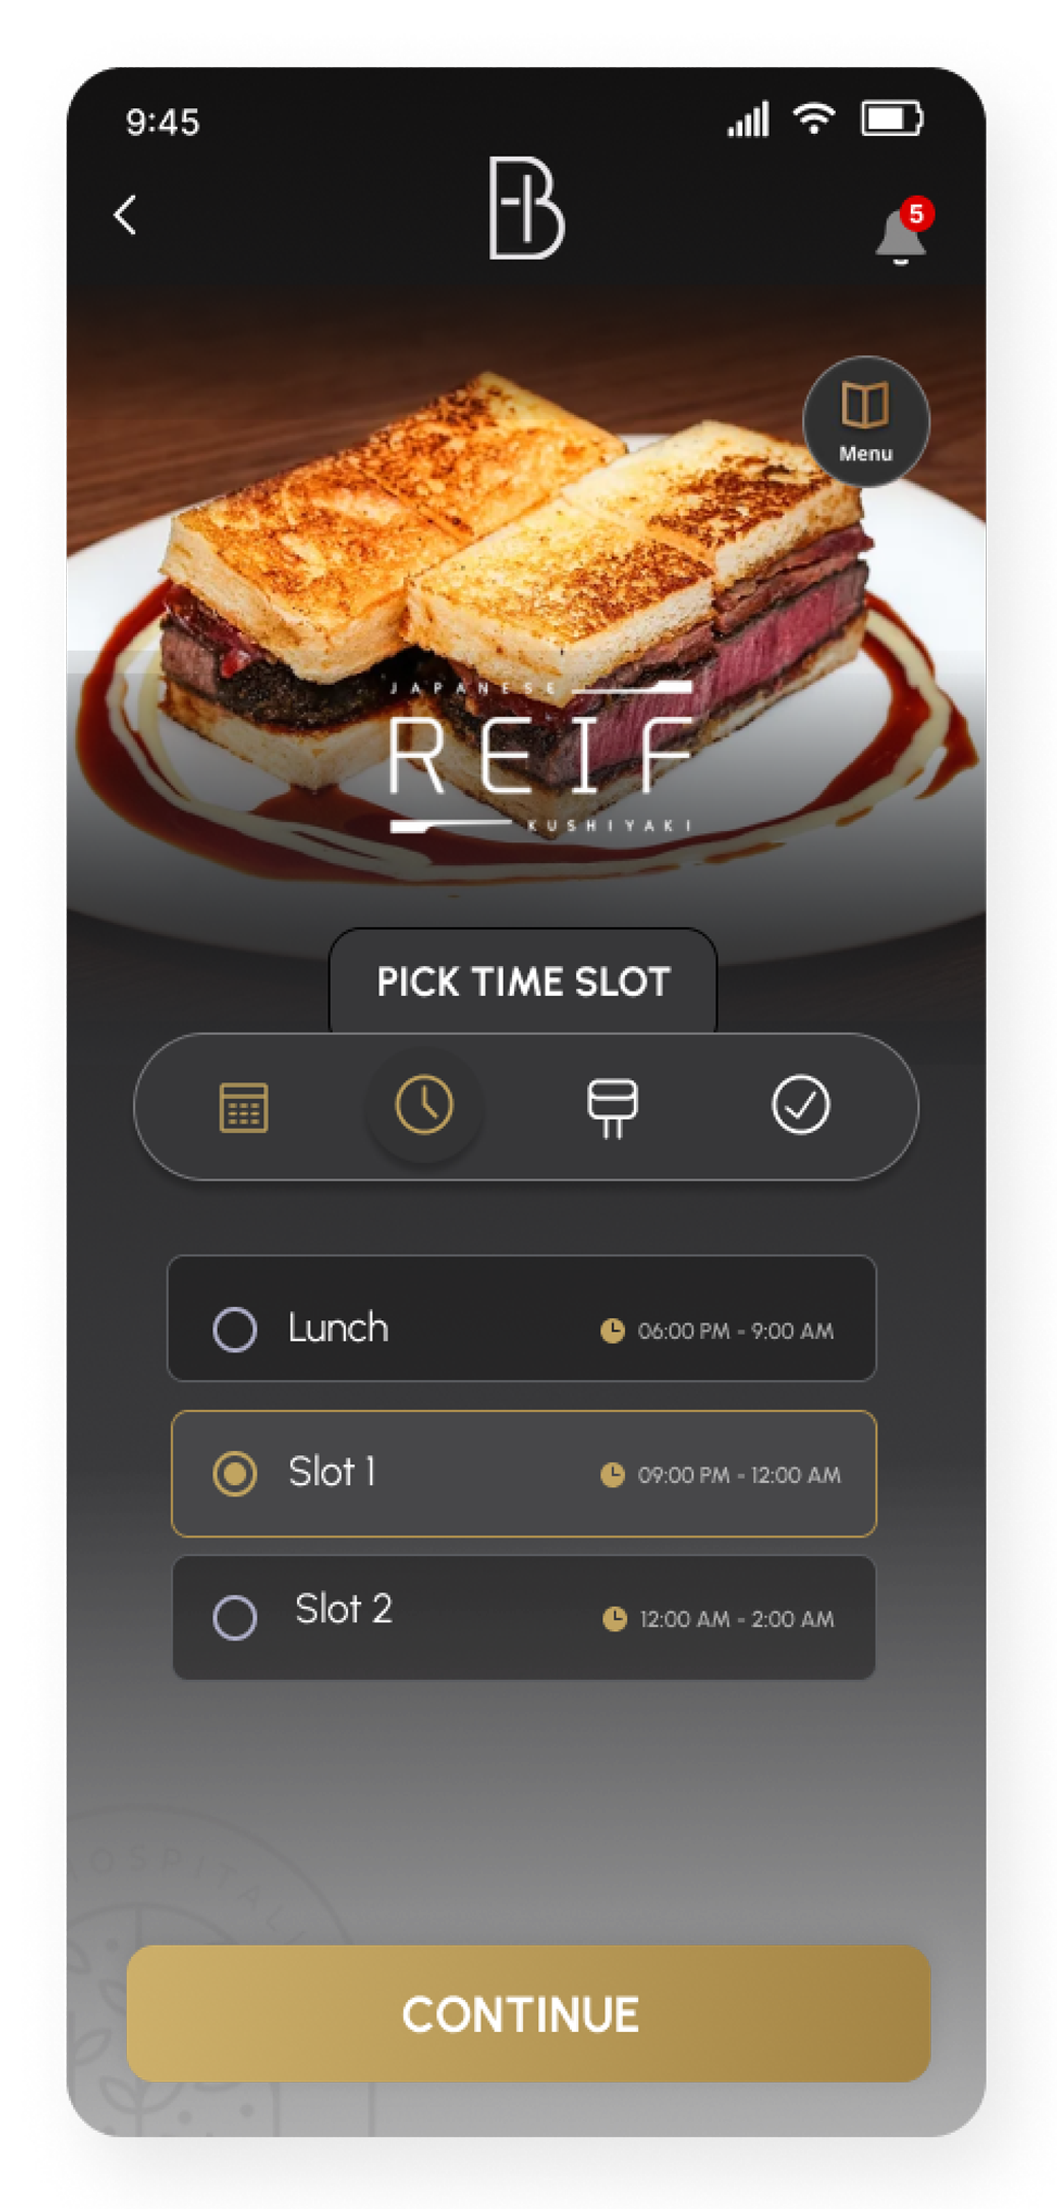 9:45
5
Menu
JAPANESE
REIF
KUSHIYAKI
PICK TIME SLOT
Lunch 06:00 PM - 9:00 AM
Slot 1 09:00 PM - 12:00 AM
Slot 2 12:00 AM - 2:00 AM
CONTINUE